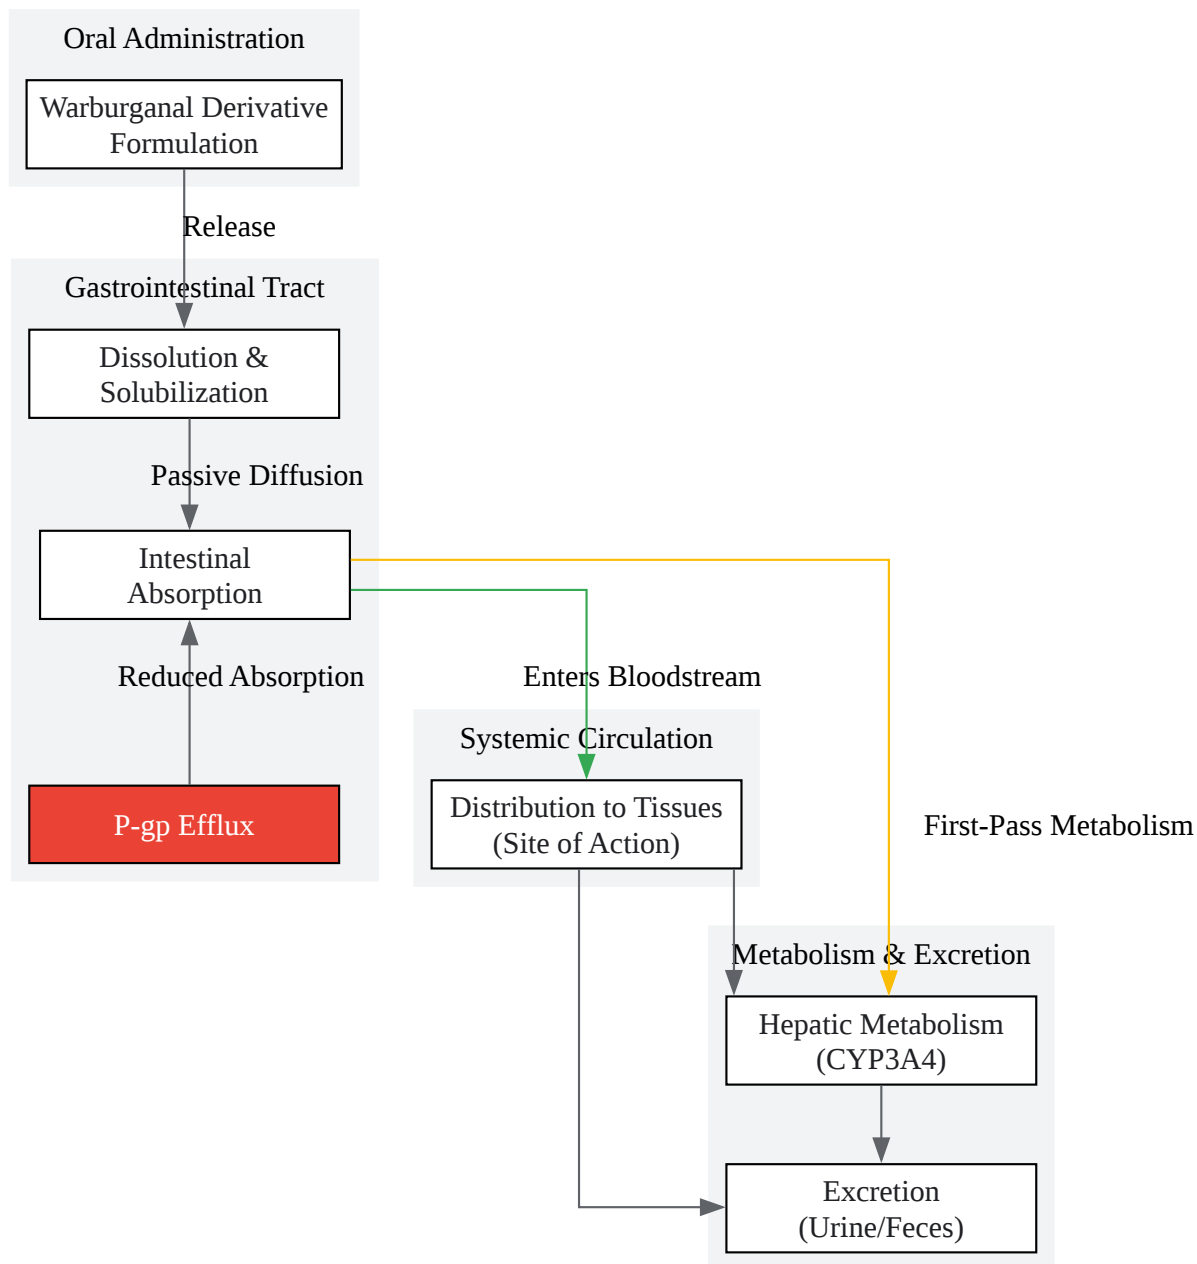 Oral Administration
Warburganal Derivative
Formulation
Release
Gastrointestinal Tract
Dissolution &
Solubilization
Passive Diffusion
Intestinal
Absorption
Reduced Absorption
P-gp Efflux
Enters Bloodstream
Systemic Circulation
Distribution to Tissues
(Site of Action)
First-Pass Metabolism
Metabolism & Excretion
Hepatic Metabolism
(CYP3A4)
Excretion
(Urine/Feces)